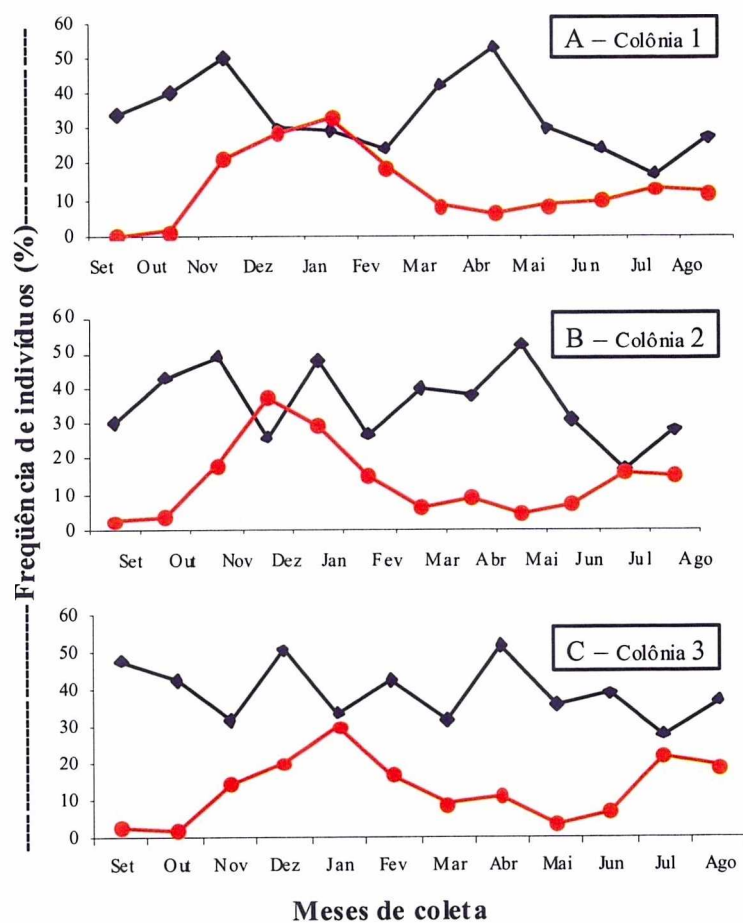 Freqüência de indivíduos (%)
A – Colônia 1
60
50
40
30
20
10
0
Set Out Nov Dez Jan Fev Mar Abr Mai Jun Jul Ago
B – Colônia 2
60
50
40
30
20
10
0
Set Out Nov Dez Jan Fev Mar Abr Mai Jun Jul Ago
C – Colônia 3
60
50
40
30
20
10
0
Set Out Nov Dez Jan Fev Mar Abr Mai Jun Jul Ago
Meses de coleta